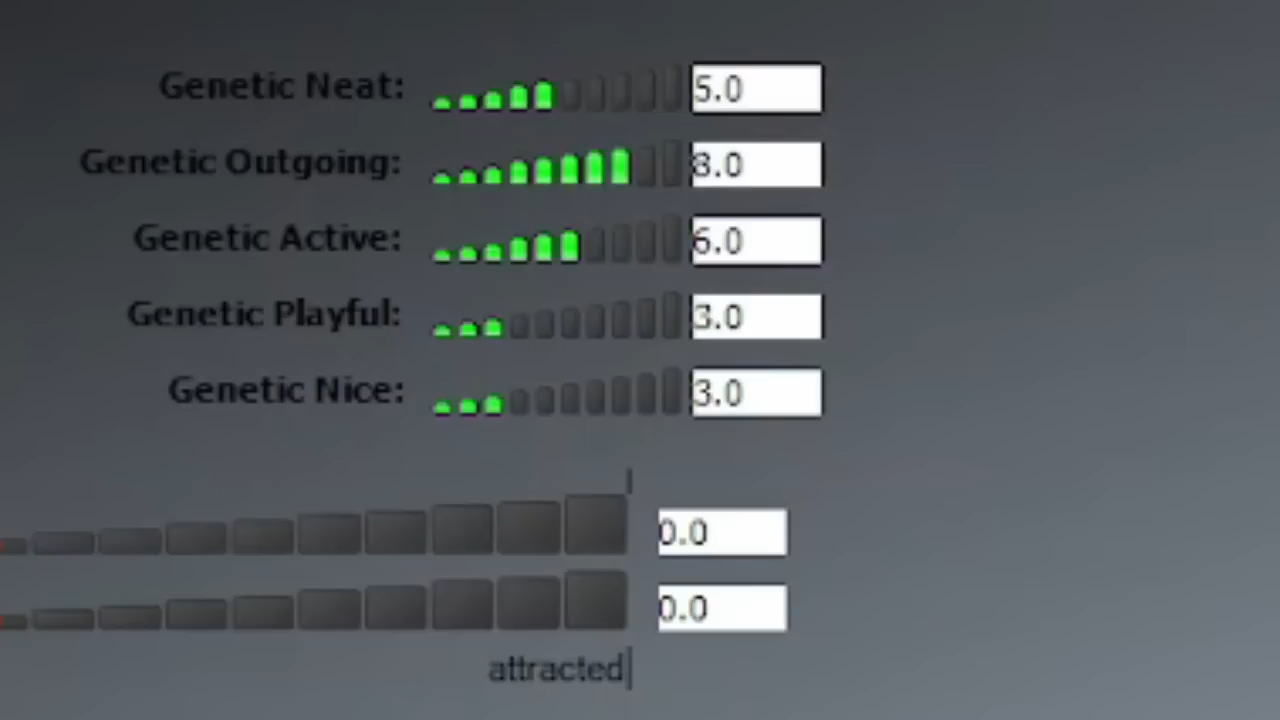 Genetic Neat: 5.0
Genetic Outgoing: 8.0
Genetic Active: 6.0
Genetic Playful: 3.0
Genetic Nice: 3.0
0.0
0.0
attracted